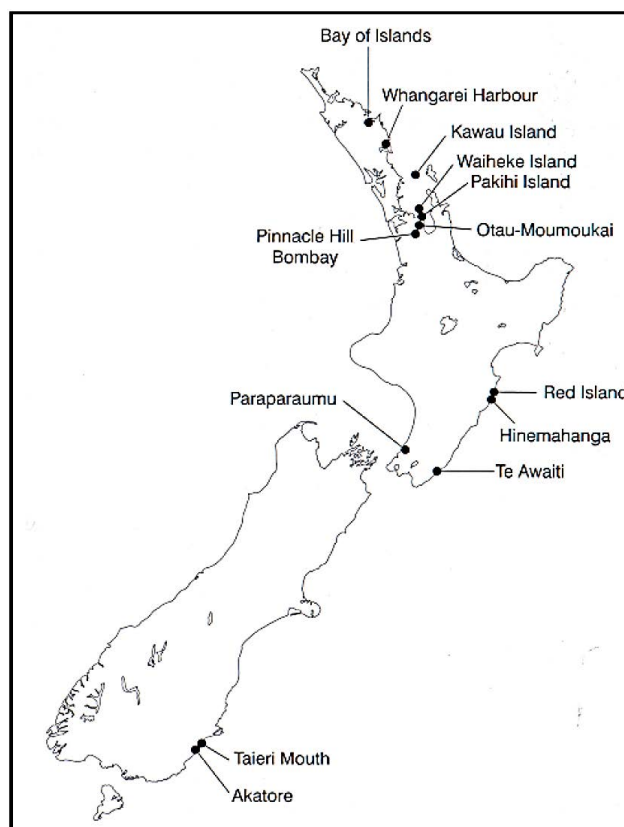 Bay of Islands
Whangarei Harbour
Kawau Island
Waiheke Island
Pakihi Island
Otau-Moumoukai
Pinnacle Hill
Bombay
Red Island
Paraparaumu
Hinemahanga
Te Awaiti
Taieri Mouth
Akatore